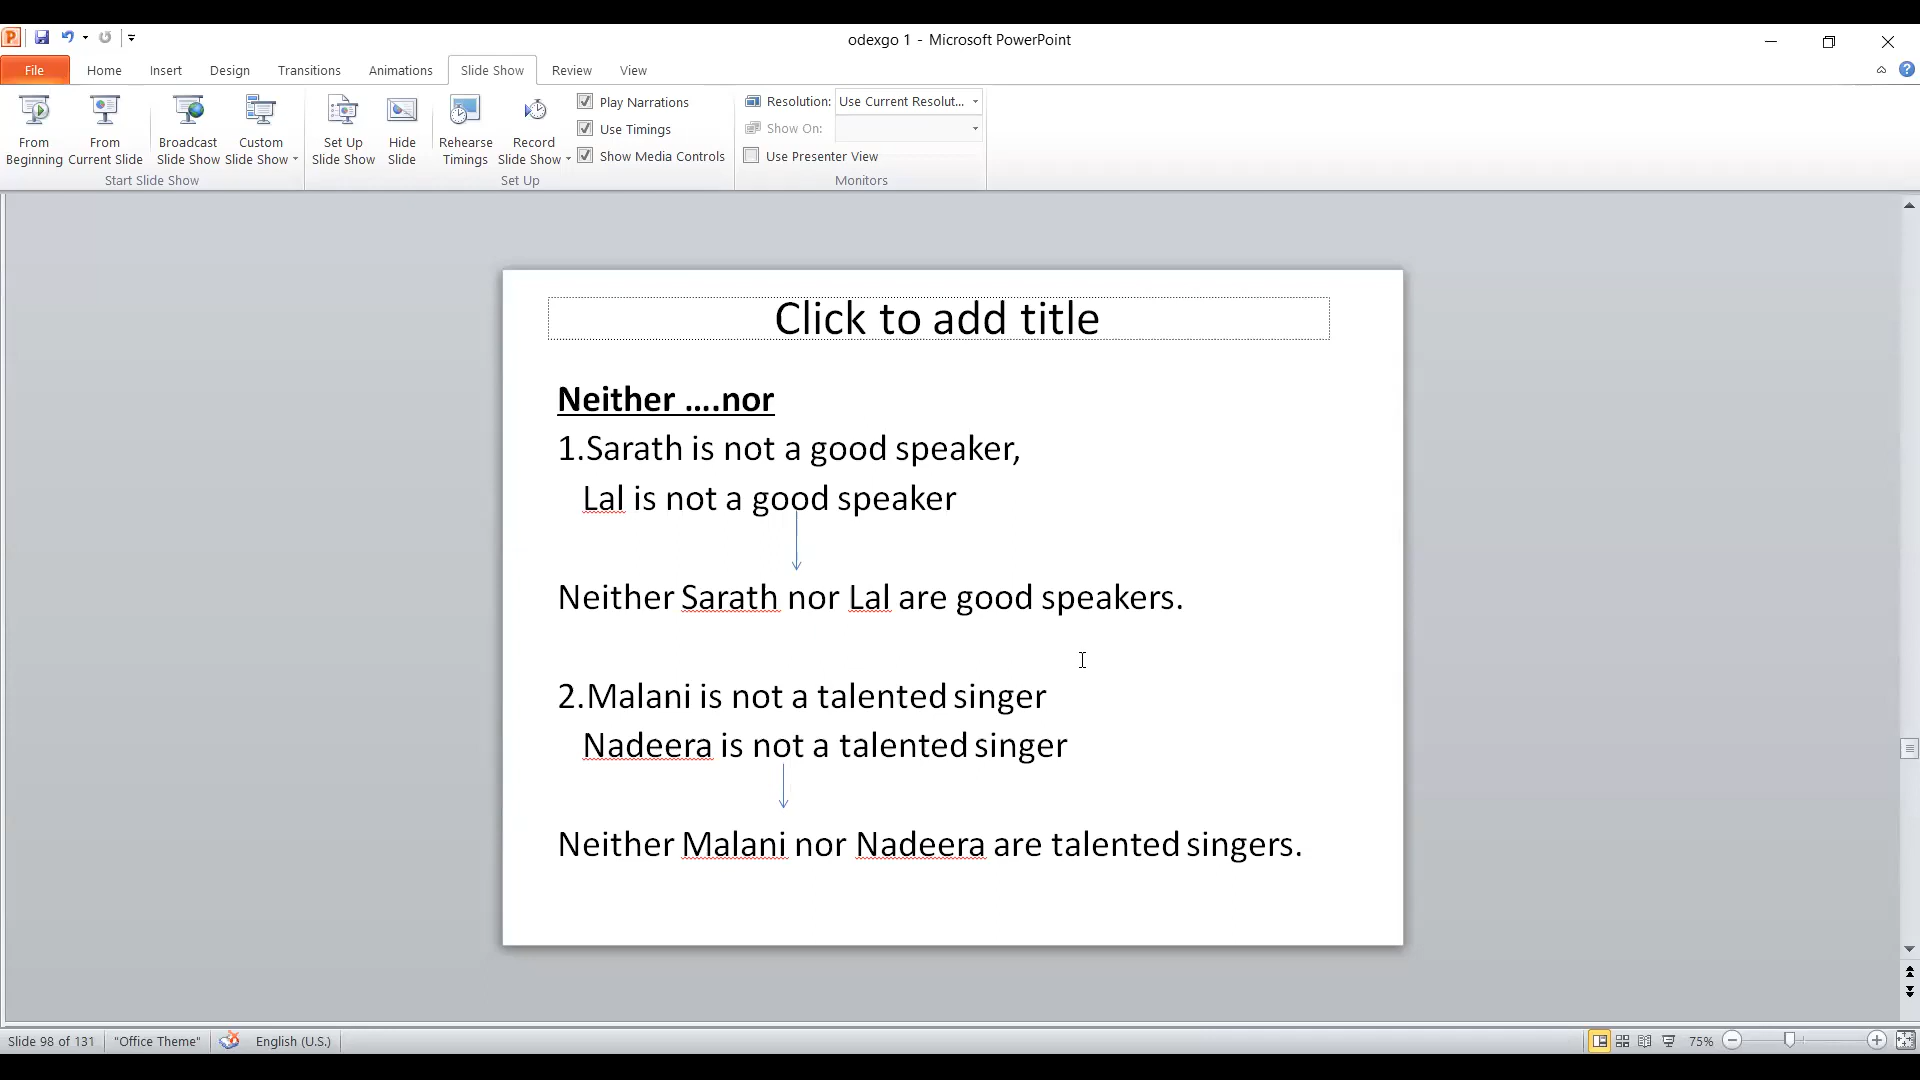 odexgo 1 - Microsoft PowerPoint
File Home Insert Design Transitions Animations Slide Show Review View
From Beginning
From Current Slide
Broadcast Slide Show
Custom Slide Show
Start Slide Show
Set Up Slide Show
Hide Slide
Rehearse Timings
Record Slide Show
Play Narrations
Use Timings
Show Media Controls
Set Up
Resolution: Use Current Resolut...
Show On:
Use Presenter View
Monitors
Click to add title
Neither ....nor
1.Sarath is not a good speaker,
Lal is not a good speaker
Neither Sarath nor Lal are good speakers.
2.Malani is not a talented singer
Nadeera is not a talented singer
Neither Malani nor Nadeera are talented singers.
Slide 98 of 131 "Office Theme" English (U.S.) 75%